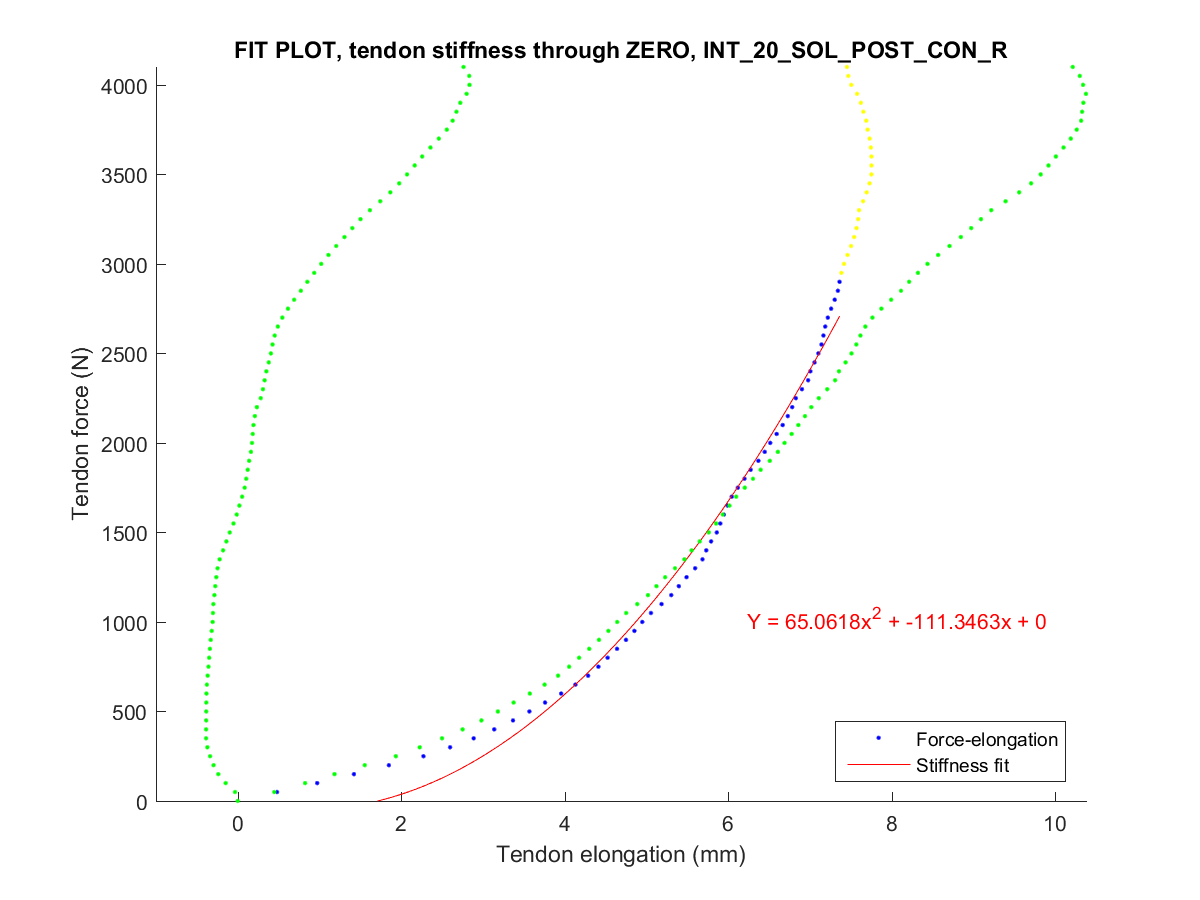 FIT PLOT, tendon stiffness through ZERO, INT_20_SOL_POST_CON_R
4000
3500
3000
2500
2000
1500
1000
500
0
Tendon force (N)
Y = 65.0618x² + -111.3463x + 0
Force-elongation
Stiffness fit
0 2 4 6 8 10
Tendon elongation (mm)